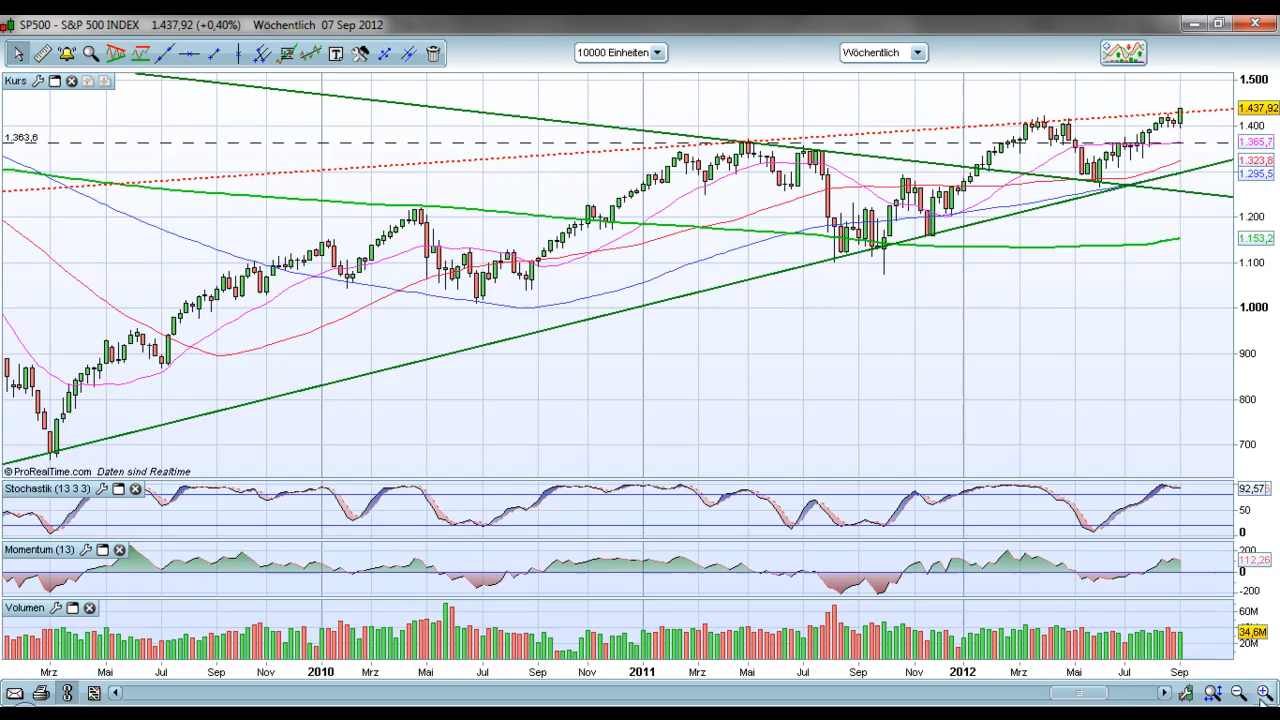 SP500 - S&P 500 INDEX 1.437,92 (+0,40%) Wöchentlich 07 Sep 2012
10000 Einheiten Wöchentlich
Kurs
1.500
1.437,92
1.400
1.363,6
1.365,7
1.323,8
1.295,5
1.200
1.153,2
1.100
1.000
900
800
700
© ProRealTime.com Daten sind Realtime
Stochastik (13 3 3)
92,57
50
0
Momentum (13)
200
112,26
0
-200
Volumen
60M
34,6M
20M
Mrz Mai Jul Sep Nov 2010 Mrz Mai Jul Sep Nov 2011 Mrz Mai Jul Sep Nov 2012 Mrz Mai Jul Sep